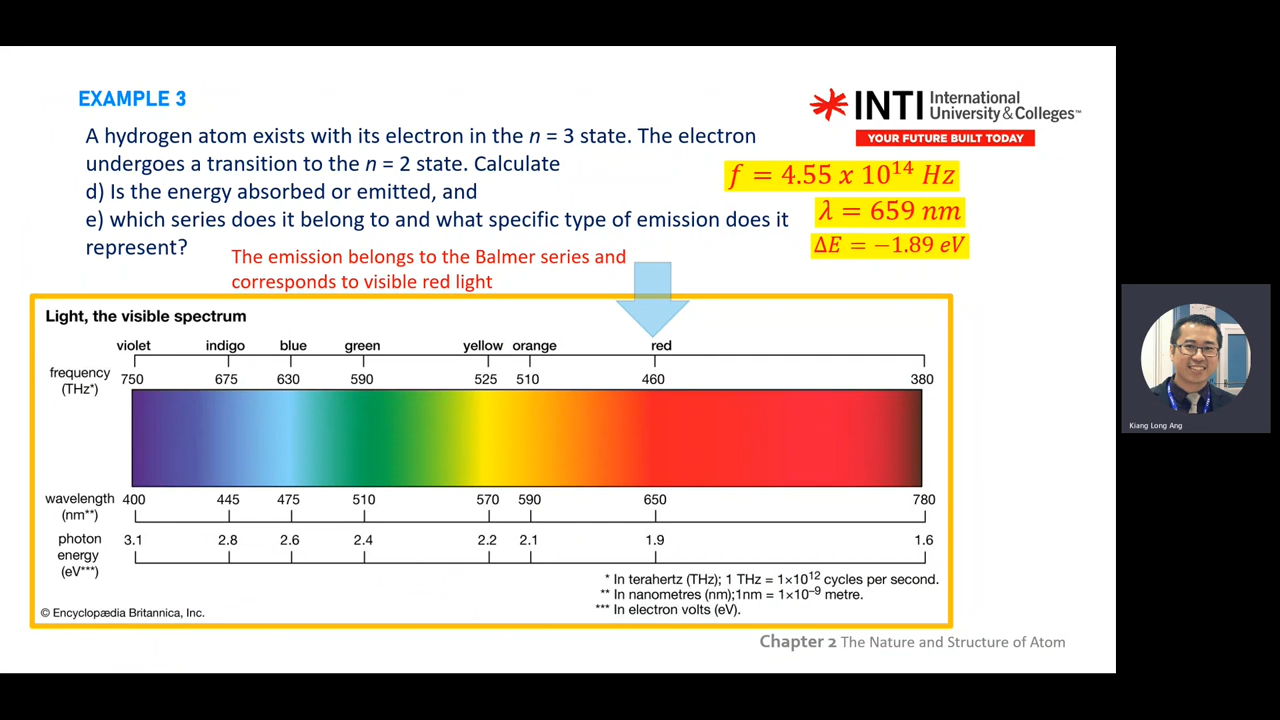 EXAMPLE 3
INTI International
University & Colleges™
YOUR FUTURE BUILT TODAY
A hydrogen atom exists with its electron in the n = 3 state. The electron
undergoes a transition to the n = 2 state. Calculate
d) Is the energy absorbed or emitted, and
e) which series does it belong to and what specific type of emission does it
represent?
f = 4.55 x 10¹⁴ Hz
λ = 659 nm
ΔE = −1.89 eV
The emission belongs to the Balmer series and
corresponds to visible red light
Light, the visible spectrum
violet indigo blue green yellow orange red
frequency
(THz*)
750 675 630 590 525 510 460 380
wavelength
(nm**)
400 445 475 510 570 590 650 780
photon
energy
(eV***)
3.1 2.8 2.6 2.4 2.2 2.1 1.9 1.6
* In terahertz (THz); 1 THz = 1×10¹² cycles per second.
** In nanometres (nm);1nm = 1×10⁻⁹ metre.
*** In electron volts (eV).
© Encyclopædia Britannica, Inc.
Chapter 2 The Nature and Structure of Atom
Kiang Long Ang